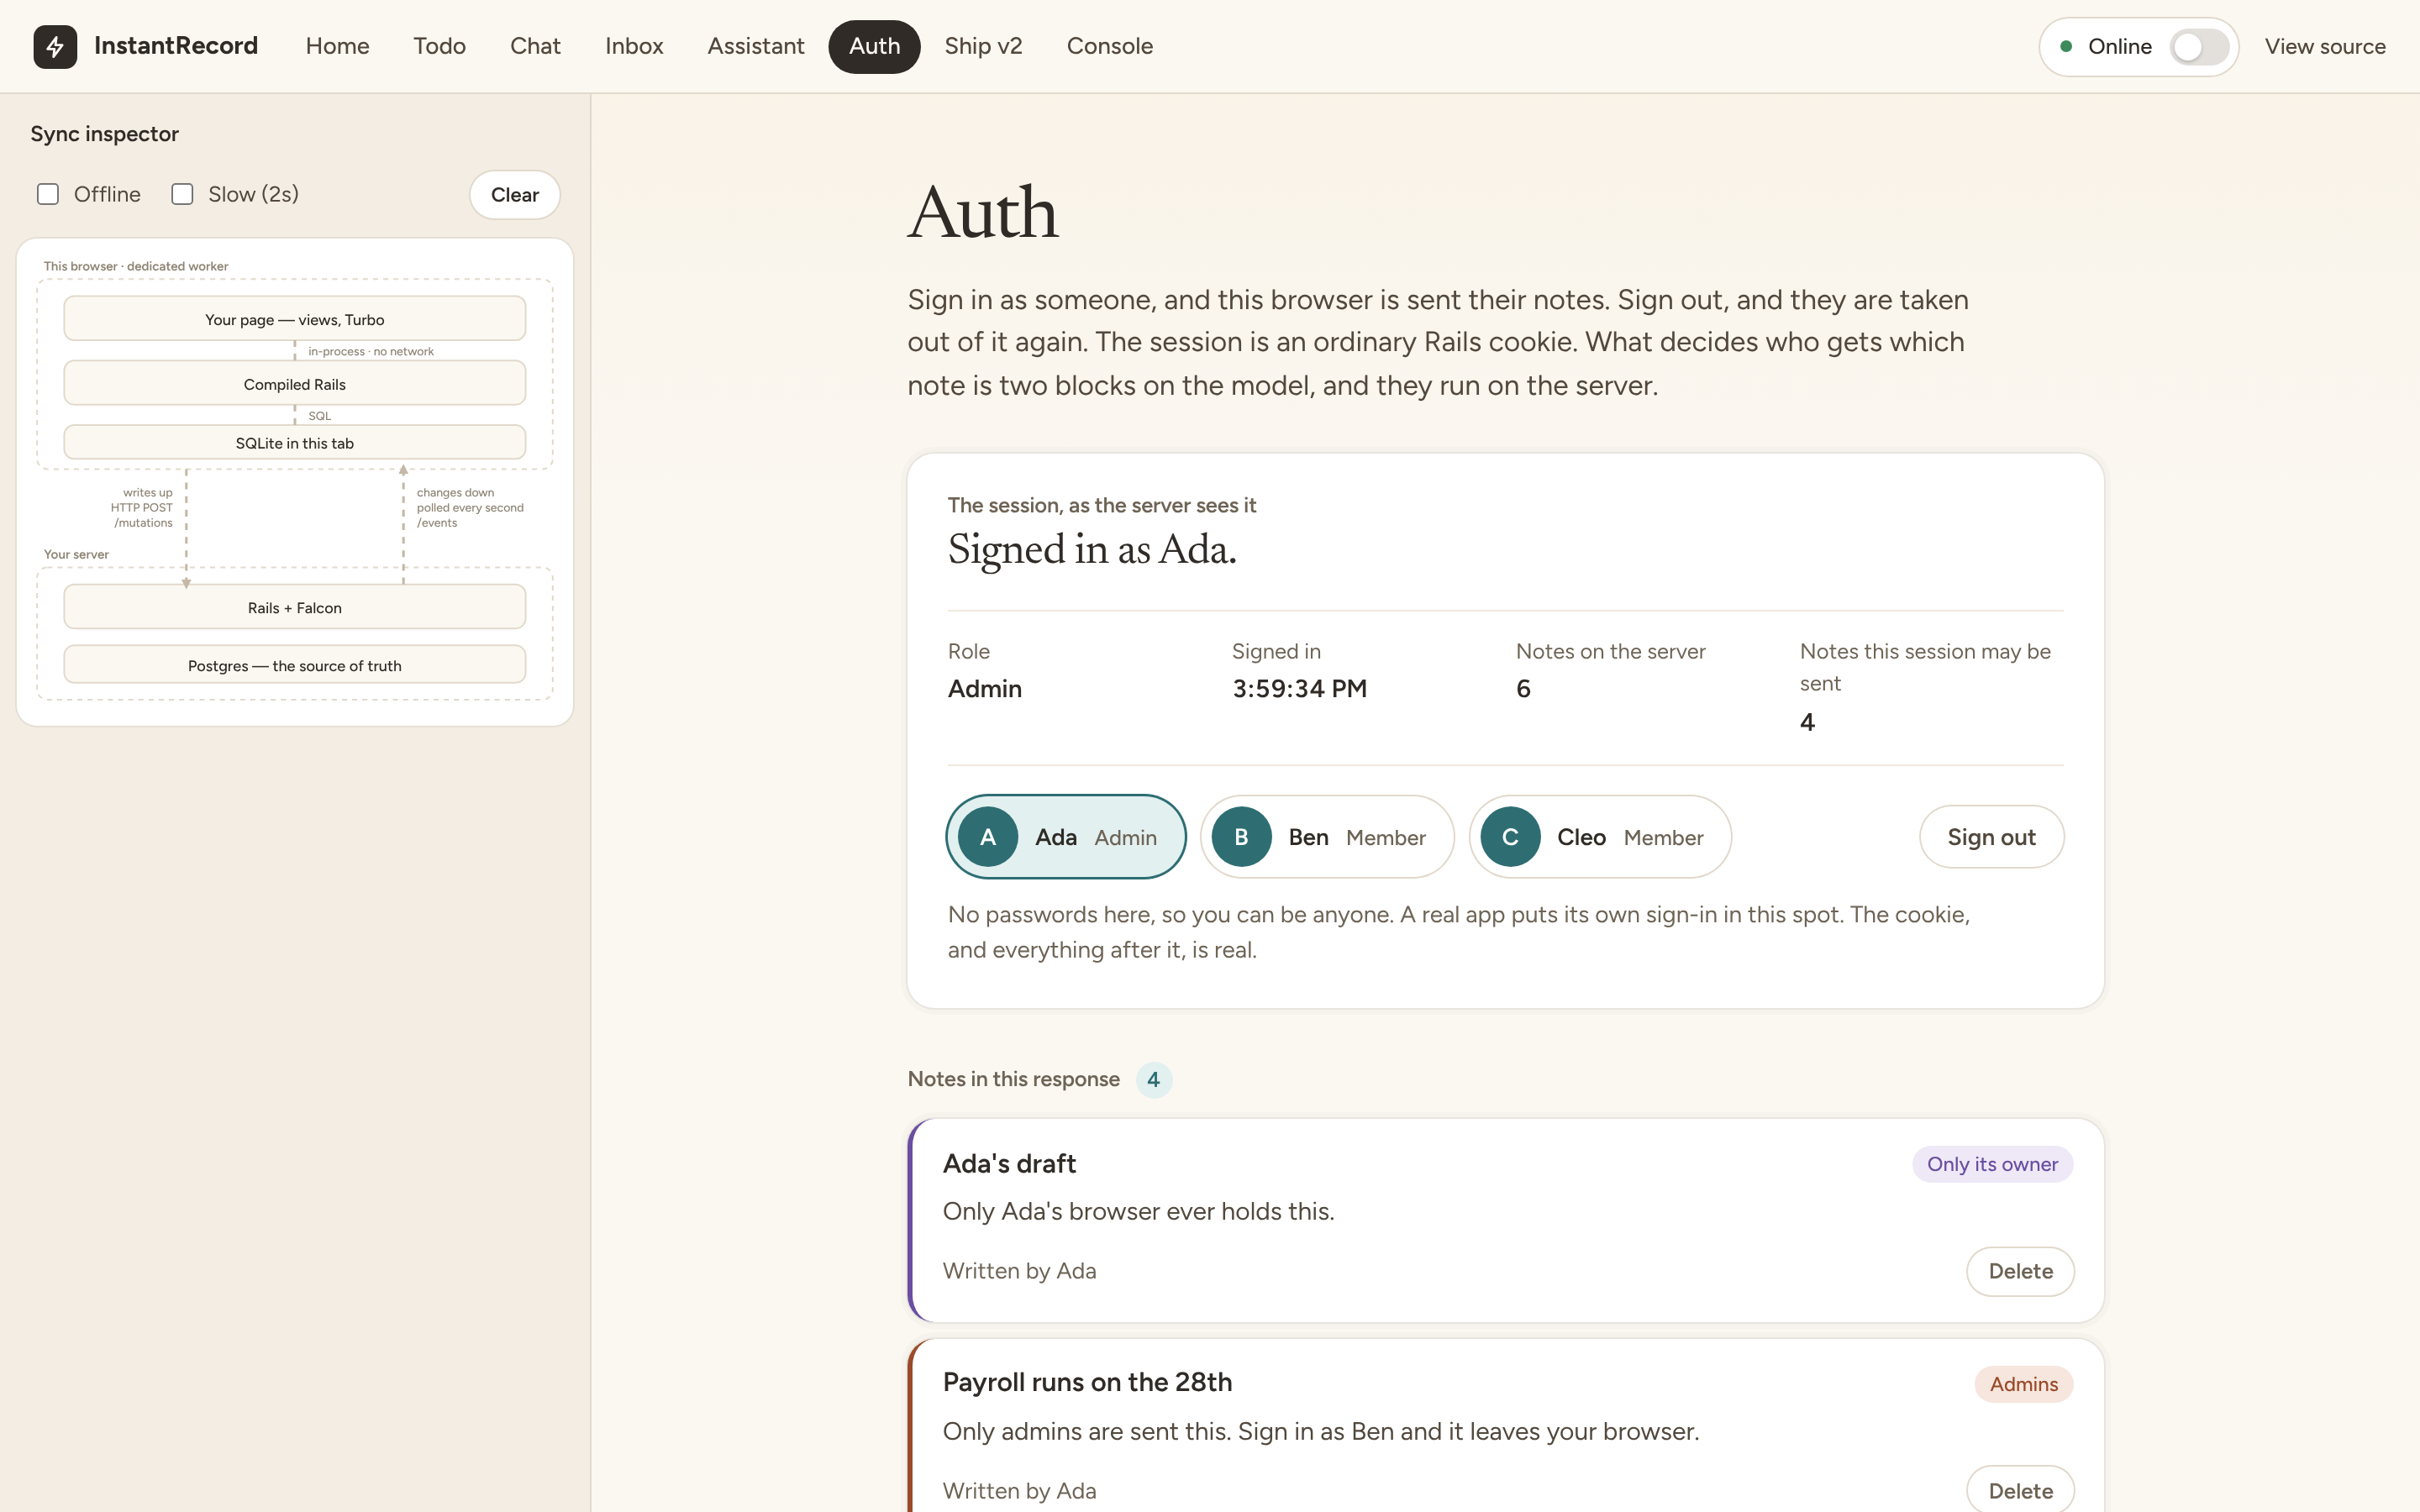 InstantRecord
Home
Todo
Chat
Inbox
Assistant
Auth
Ship v2
Console
Online
View source
Sync inspector
Offline
Slow (2s)
Clear
This browser · dedicated worker
Your page — views, Turbo
in-process · no network
Compiled Rails
SQL
SQLite in this tab
writes up
HTTP POST
/mutations
changes down
polled every second
/events
Your server
Rails + Falcon
Postgres — the source of truth
Auth
Sign in as someone, and this browser is sent their notes. Sign out, and they are taken
out of it again. The session is an ordinary Rails cookie. What decides who gets which
note is two blocks on the model, and they run on the server.
The session, as the server sees it
Signed in as Ada.
Role
Admin
Signed in
3:59:34 PM
Notes on the server
6
Notes this session may be
sent
4
A Ada Admin
B Ben Member
C Cleo Member
Sign out
No passwords here, so you can be anyone. A real app puts its own sign-in in this spot. The cookie,
and everything after it, is real.
Notes in this response 4
Ada's draft
Only its owner
Only Ada's browser ever holds this.
Written by Ada
Delete
Payroll runs on the 28th
Admins
Only admins are sent this. Sign in as Ben and it leaves your browser.
Written by Ada
Delete